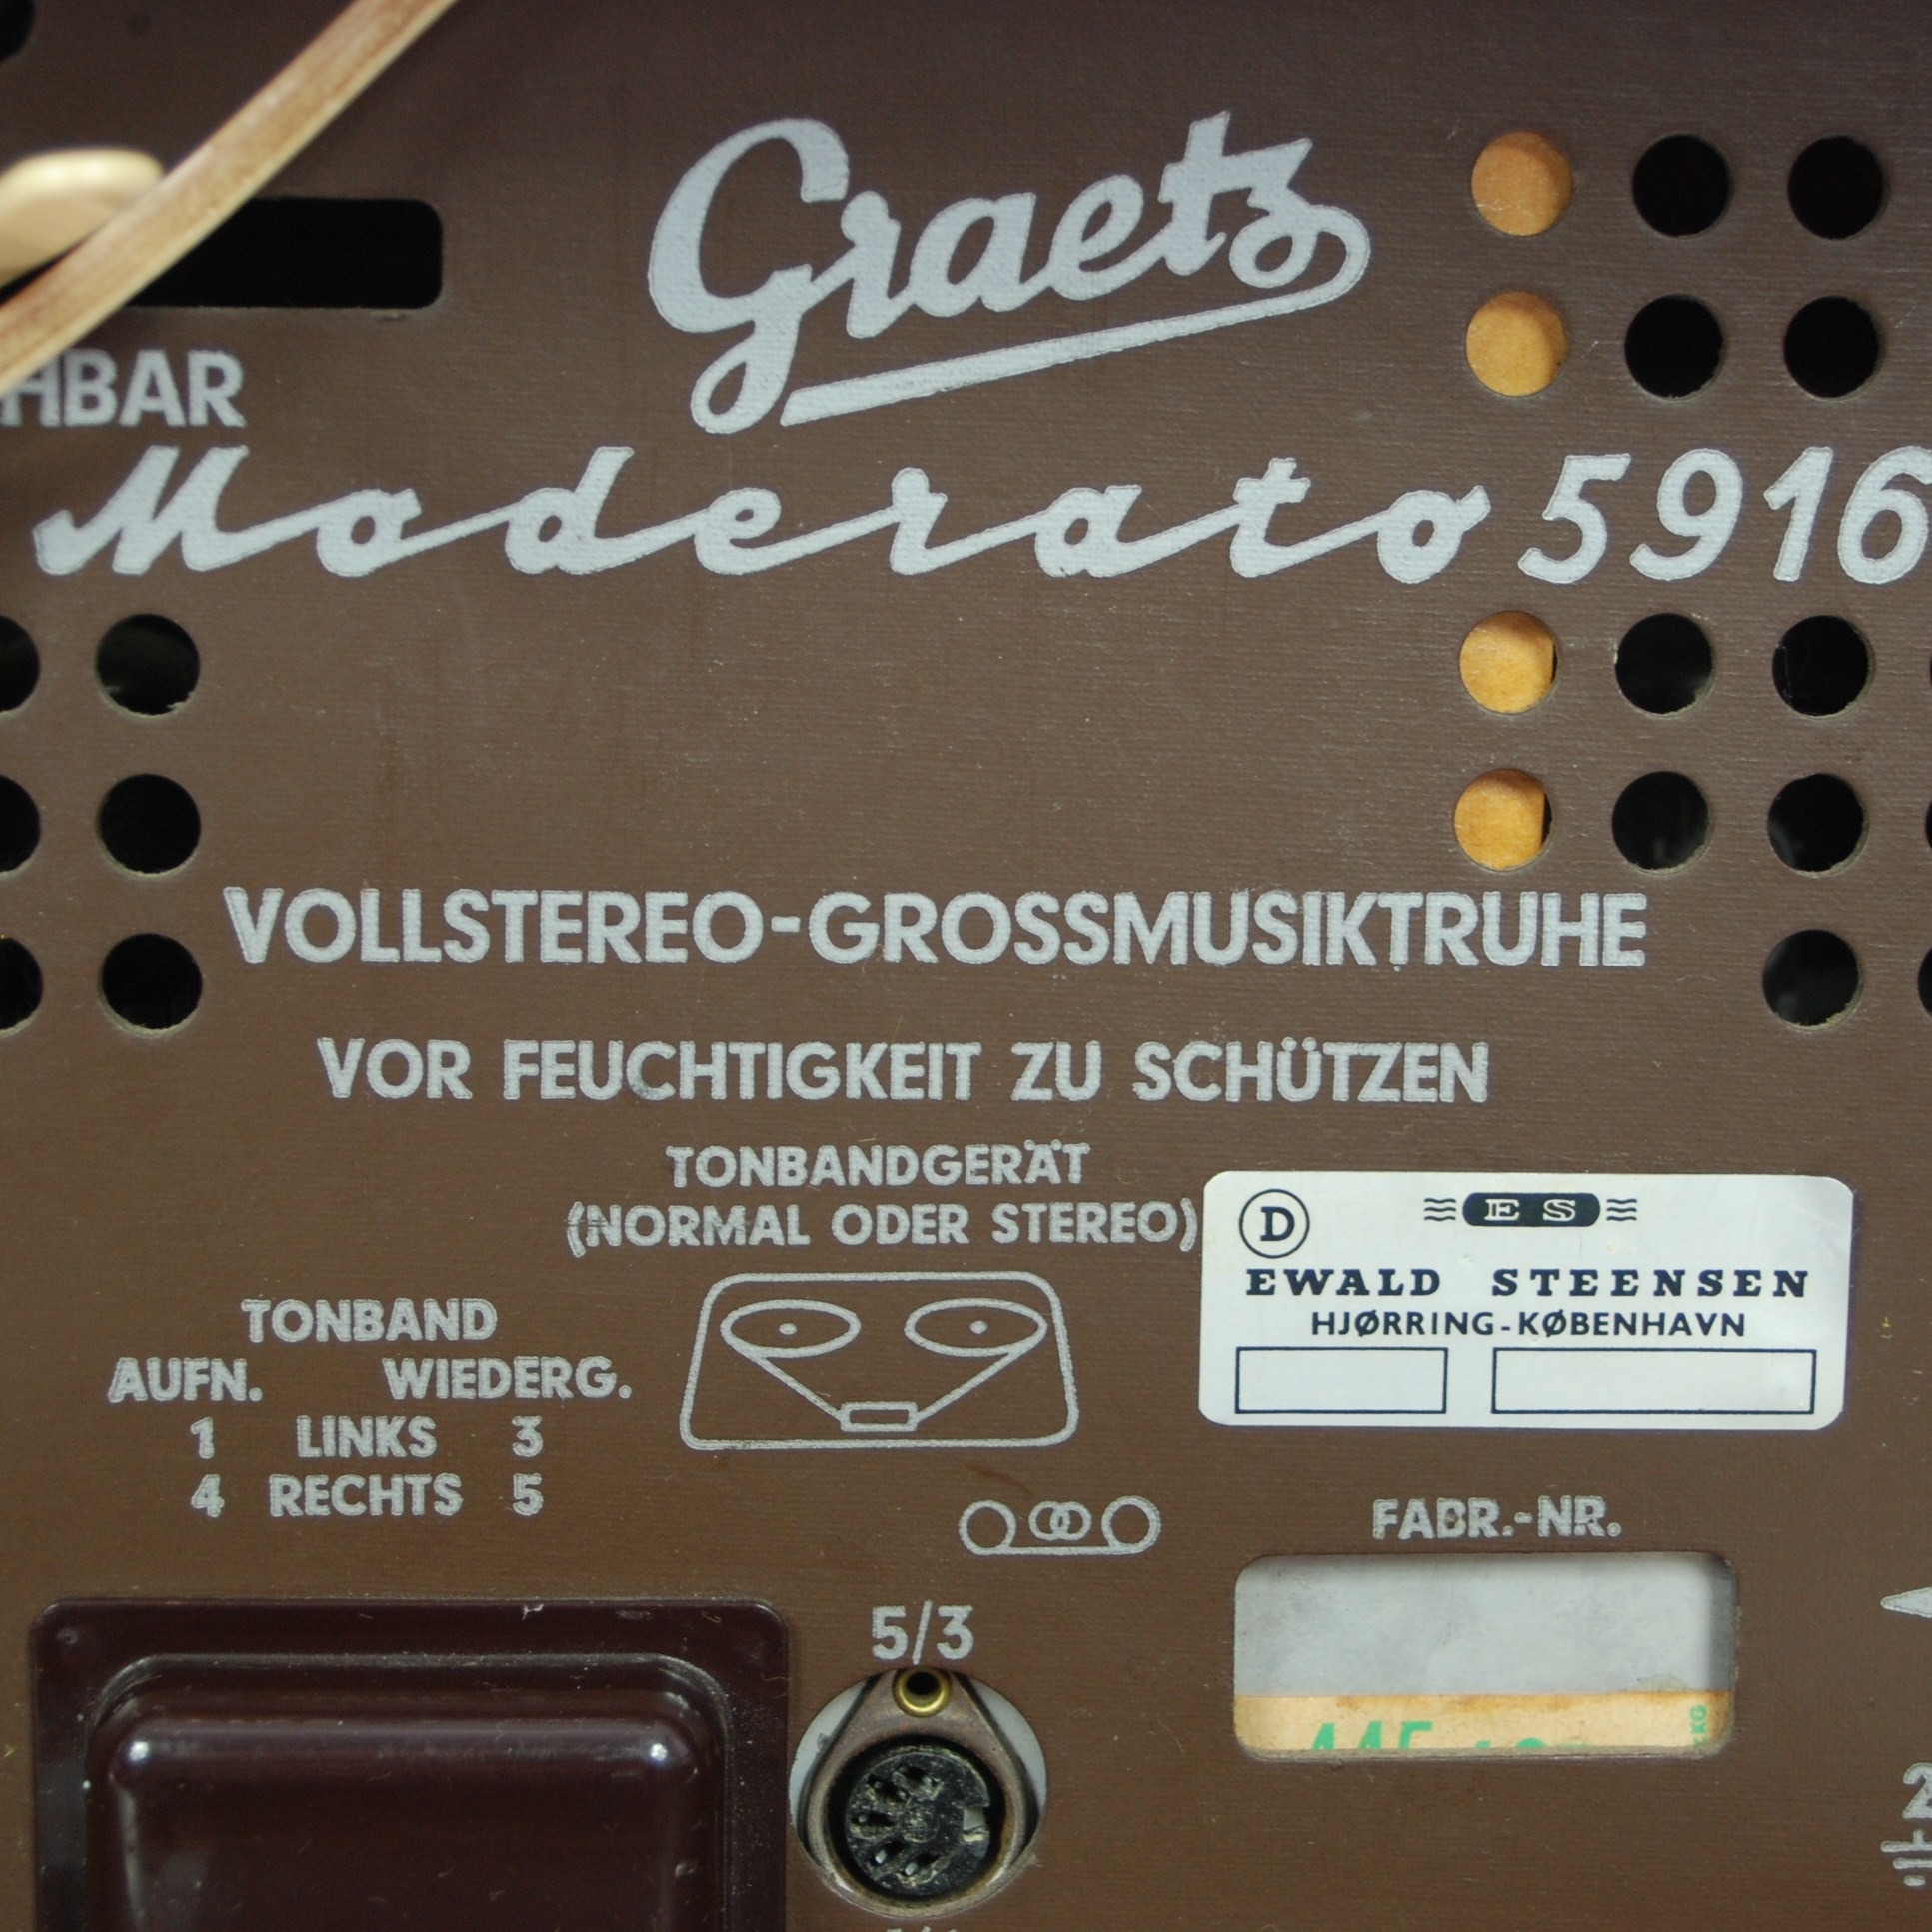 Graetz
HBAR
Moderato 5916
VOLLSTEREO-GROSSMUSIKTRUHE
VOR FEUCHTIGKEIT ZU SCHÜTZEN
TONBANDGERÄT
(NORMAL ODER STEREO)
D
E S
EWALD STEENSEN
HJØRRING-KØBENHAVN
TONBAND
AUFN. WIEDERG.
1 LINKS 3
4 RECHTS 5
FABR.-NR.
5/3
2